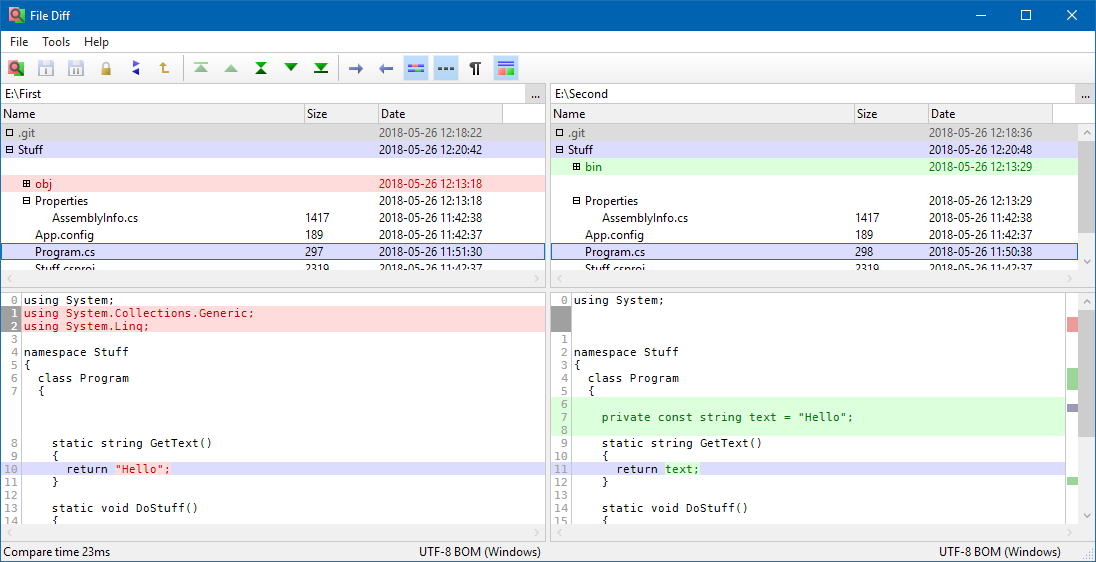 File Diff
File Tools Help
E:\First ...
Name Size Date
.git 2018-05-26 12:18:22
Stuff 2018-05-26 12:20:42
obj 2018-05-26 12:13:18
Properties 2018-05-26 12:13:18
AssemblyInfo.cs 1417 2018-05-26 11:42:38
App.config 189 2018-05-26 11:42:37
Program.cs 297 2018-05-26 11:51:30
Stuff.csproj 2319 2018-05-26 11:42:37
E:\Second ...
Name Size Date
.git 2018-05-26 12:18:36
Stuff 2018-05-26 12:20:48
bin 2018-05-26 12:13:29
Properties 2018-05-26 12:13:29
AssemblyInfo.cs 1417 2018-05-26 11:42:38
App.config 189 2018-05-26 11:42:37
Program.cs 298 2018-05-26 11:50:38
Stuff.csproj 2319 2018-05-26 11:42:37
0 using System;
1 using System.Collections.Generic;
2 using System.Linq;
3
4 namespace Stuff
5 {
6 class Program
7 {
8 static string GetText()
9 {
10 return "Hello";
11 }
12
13 static void DoStuff()
14 {
0 using System;
1
2 namespace Stuff
3 {
4 class Program
5 {
6
7 private const string text = "Hello";
8
9 static string GetText()
10 {
11 return text;
12 }
13
14 static void DoStuff()
15 {
Compare time 23ms UTF-8 BOM (Windows)
UTF-8 BOM (Windows)